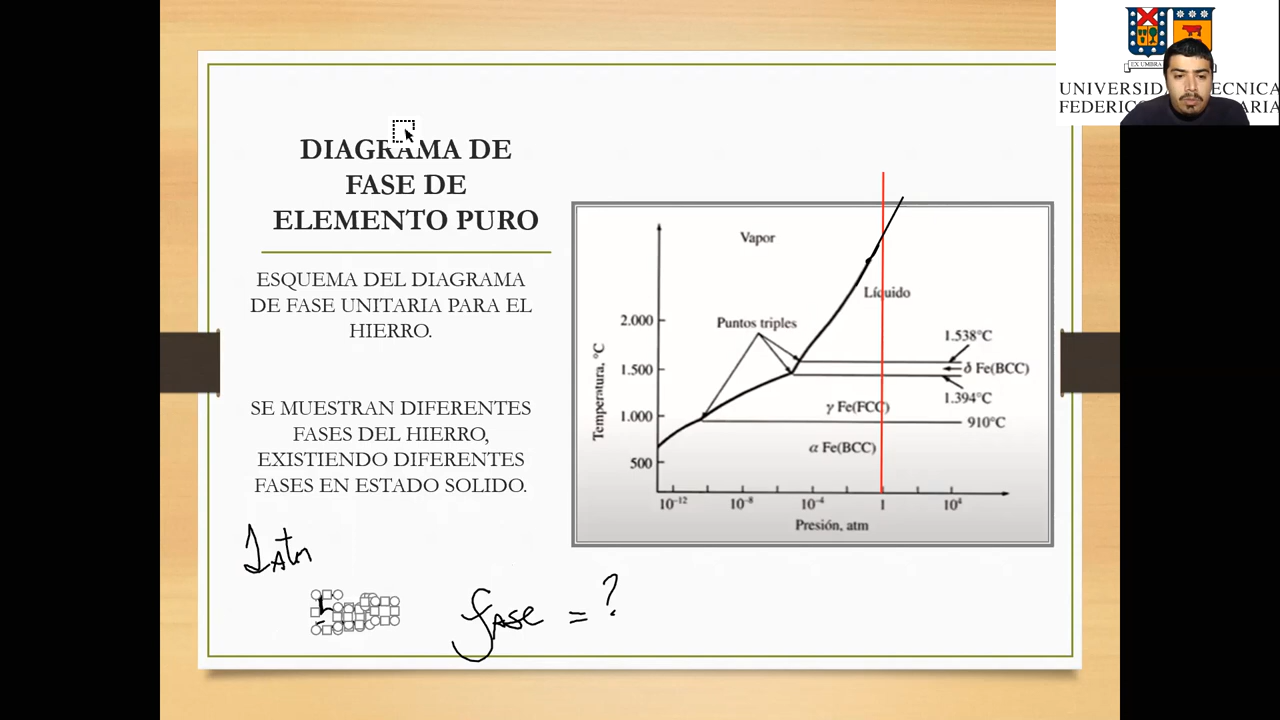 EX UMBRA
UNIVERSID ECNICA
FEDERICO ARIA
DIAGRAMA DE
FASE DE
ELEMENTO PURO
ESQUEMA DEL DIAGRAMA
DE FASE UNITARIA PARA EL
HIERRO.
SE MUESTRAN DIFERENTES
FASES DEL HIERRO,
EXISTIENDO DIFERENTES
FASES EN ESTADO SOLIDO.
Vapor
Líquido
2.000
Puntos triples
1.538°C
1.500
δ Fe(BCC)
1.394°C
Temperatura, °C
1.000
γ Fe(FCC)
910°C
α Fe(BCC)
500
10⁻¹² 10⁻⁸ 10⁻⁴ 1 10⁴
Presión, atm
1 Atm
fASE = ?